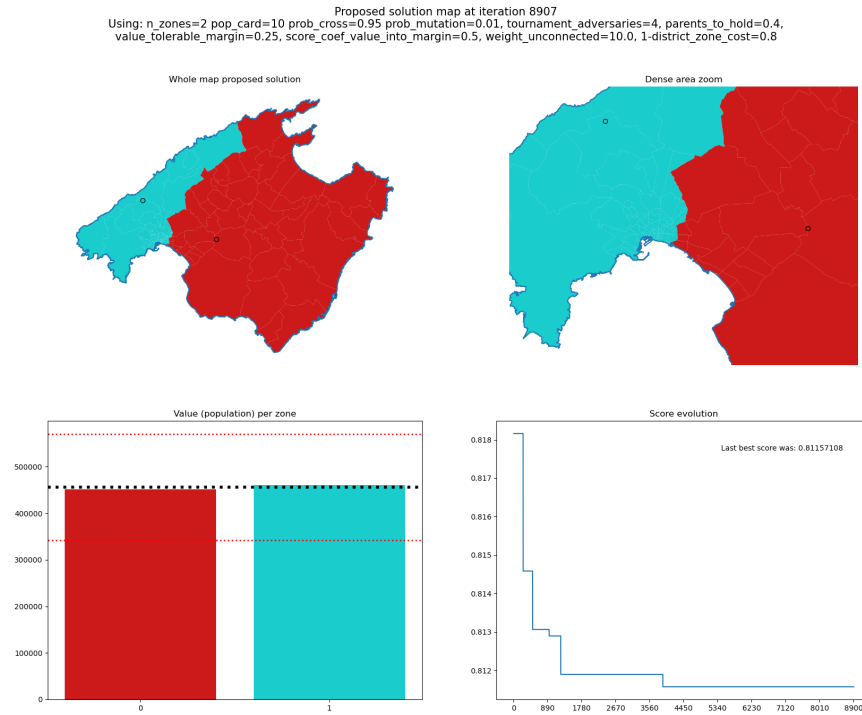 Proposed solution map at iteration 8907
Using: n_zones=2 pop_card=10 prob_cross=0.95 prob_mutation=0.01, tournament_adversaries=4, parents_to_hold=0.4,
value_tolerable_margin=0.25, score_coef_value_into_margin=0.5, weight_unconnected=10.0, 1-district_zone_cost=0.8
Whole map proposed solution
Dense area zoom
Value (population) per zone
500000
400000
300000
200000
100000
0
0 1
Score evolution
Last best score was: 0.81157108
0.818
0.817
0.816
0.815
0.814
0.813
0.812
0 890 1780 2670 3560 4450 5340 6230 7120 8010 8900